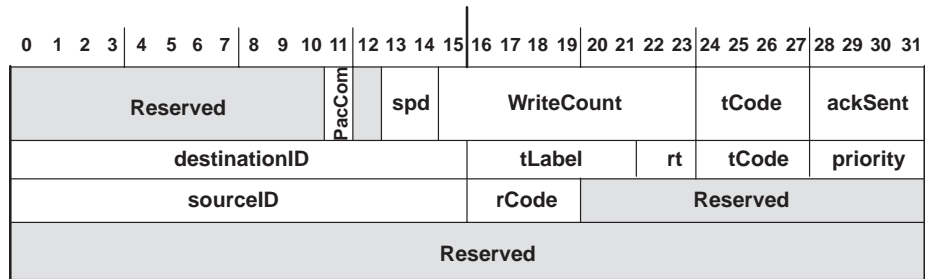 0 1 2 3 4 5 6 7 8 9 10 11 12 13 14 15 16 17 18 19 20 21 22 23 24 25 26 27 28 29 30 31
Reserved PacCom spd WriteCount tCode ackSent
destinationID tLabel rt tCode priority
sourceID rCode Reserved
Reserved